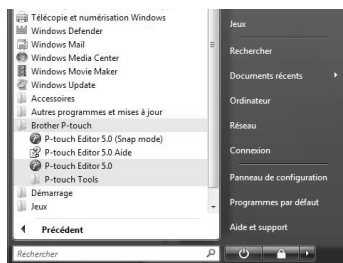 Télécopie et numérisation Windows
Windows Defender
Windows Mail
Windows Media Center
Windows Movie Maker
Windows Update
Accessoires
Autres programmes et mises à jour
Brother P-touch
P-touch Editor 5.0 (Snap mode)
P-touch Editor 5.0 Aide
P-touch Editor 5.0
P-touch Tools
Démarrage
Jeux
Précédent
Rechercher
Jeux
Rechercher
Documents récents
Ordinateur
Réseau
Connexion
Panneau de configuration
Programmes par défaut
Aide et support